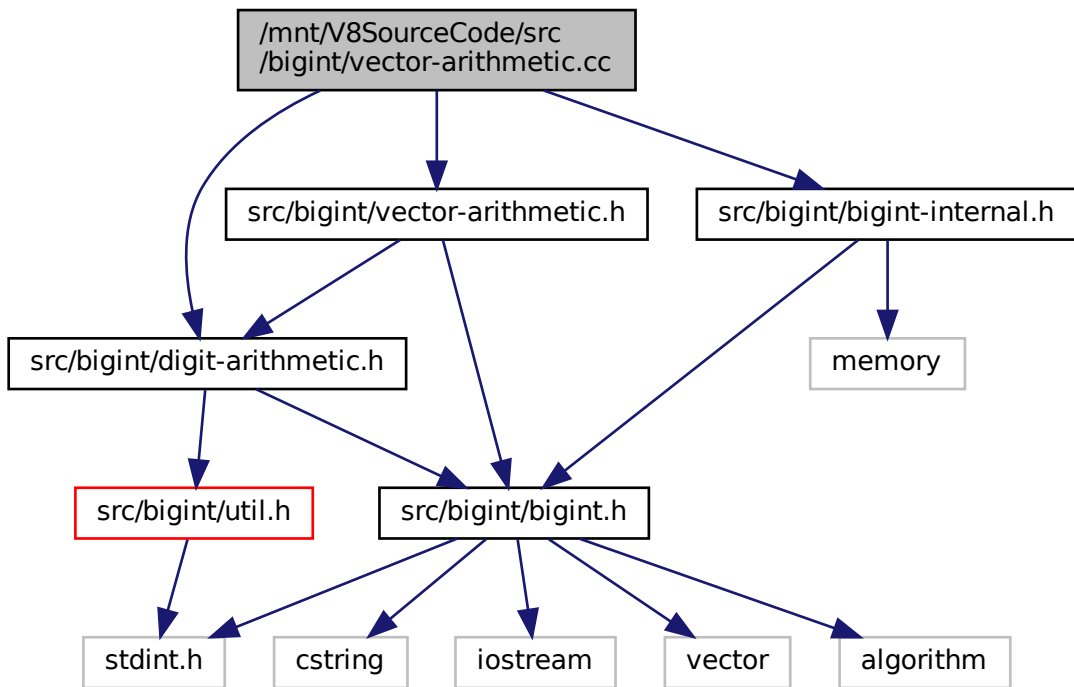 /mnt/V8SourceCode/src
/bigint/vector-arithmetic.cc
src/bigint/vector-arithmetic.h
src/bigint/bigint-internal.h
src/bigint/digit-arithmetic.h
memory
src/bigint/util.h
src/bigint/bigint.h
stdint.h
cstring
iostream
vector
algorithm